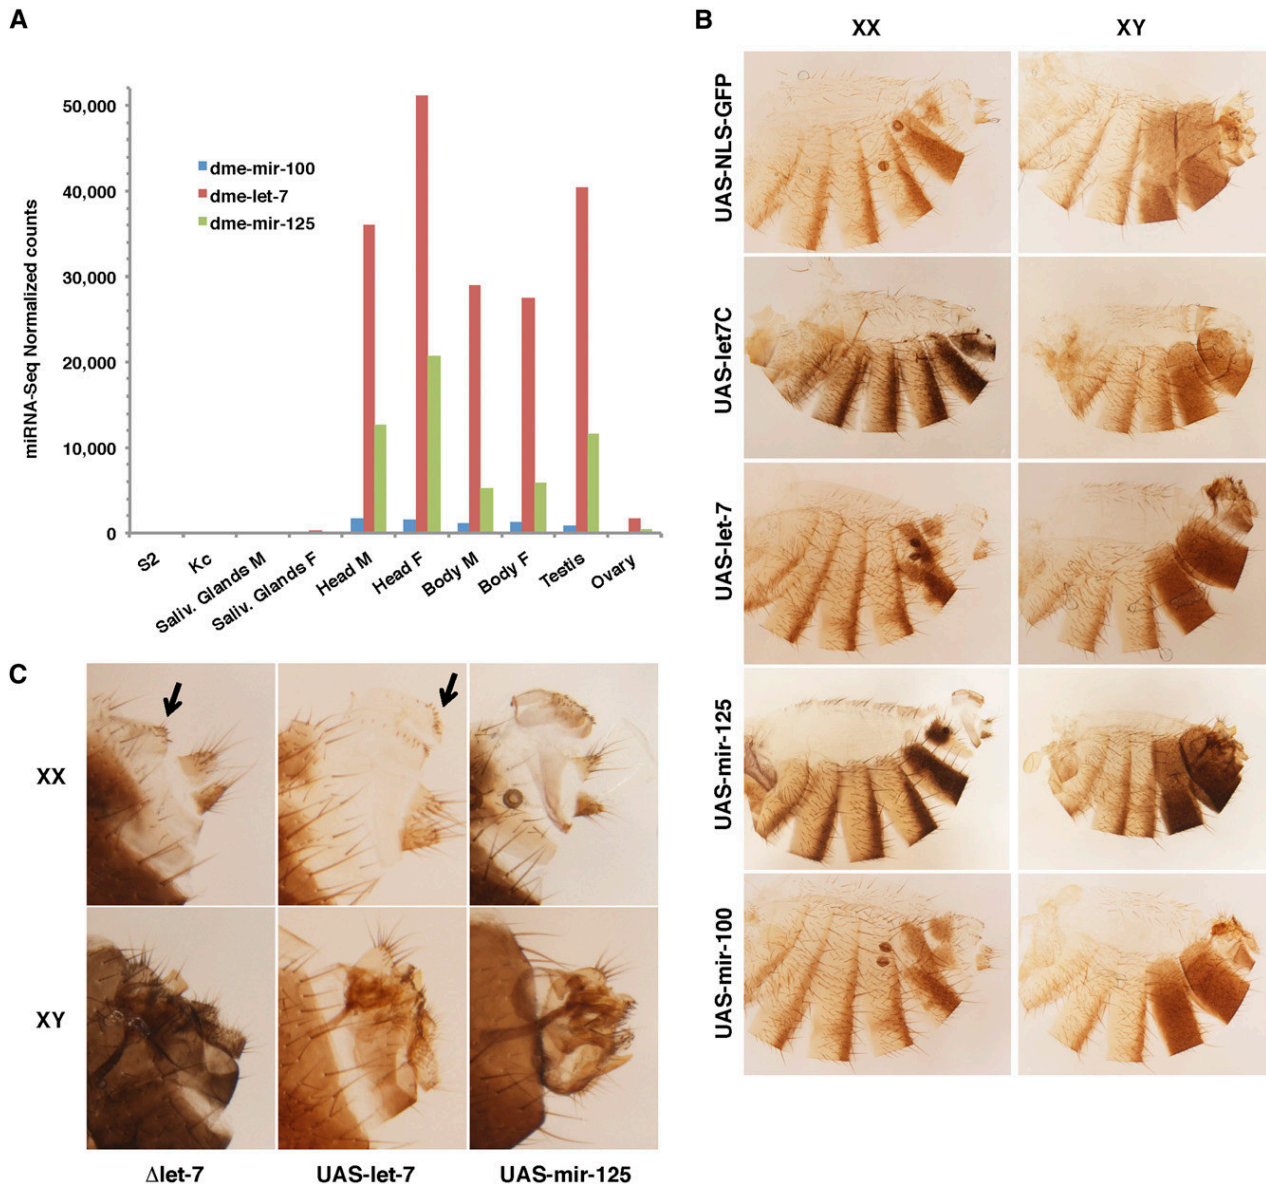 A
miRNA-Seq Normalized counts
50,000
40,000
30,000
20,000
10,000
0
dme-mir-100
dme-let-7
dme-mir-125
S2
Kc
Saliv. Glands M
Saliv. Glands F
Head M
Head F
Body M
Body F
Testis
Ovary
B
XX
XY
UAS-NLS-GFP
UAS-let7C
UAS-let-7
UAS-mir-125
UAS-mir-100
C
XX
XY
Δlet-7
UAS-let-7
UAS-mir-125